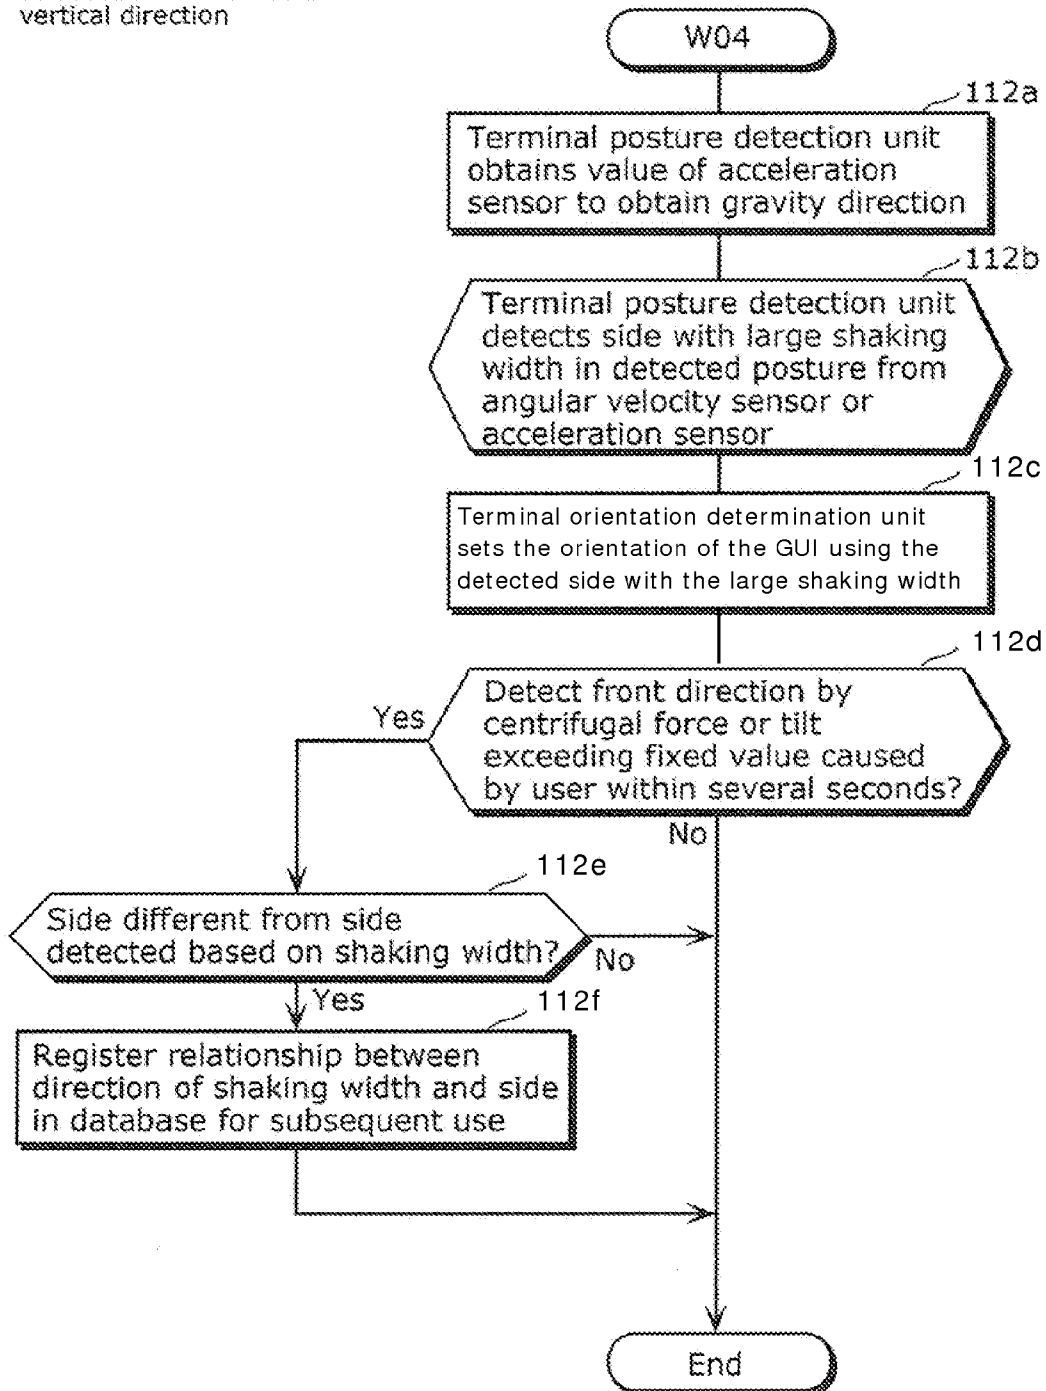 vertical direction
W04
112a
Terminal posture detection unit
obtains value of acceleration
sensor to obtain gravity direction
112b
Terminal posture detection unit
detects side with large shaking
width in detected posture from
angular velocity sensor or
acceleration sensor
112c
Terminal orientation determination unit
sets the orientation of the GUI using the
detected side with the large shaking width
112d
Detect front direction by
centrifugal force or tilt
exceeding fixed value caused
by user within several seconds?
Yes
No
112e
Side different from side
detected based on shaking width?
No
Yes
112f
Register relationship between
direction of shaking width and side
in database for subsequent use
End